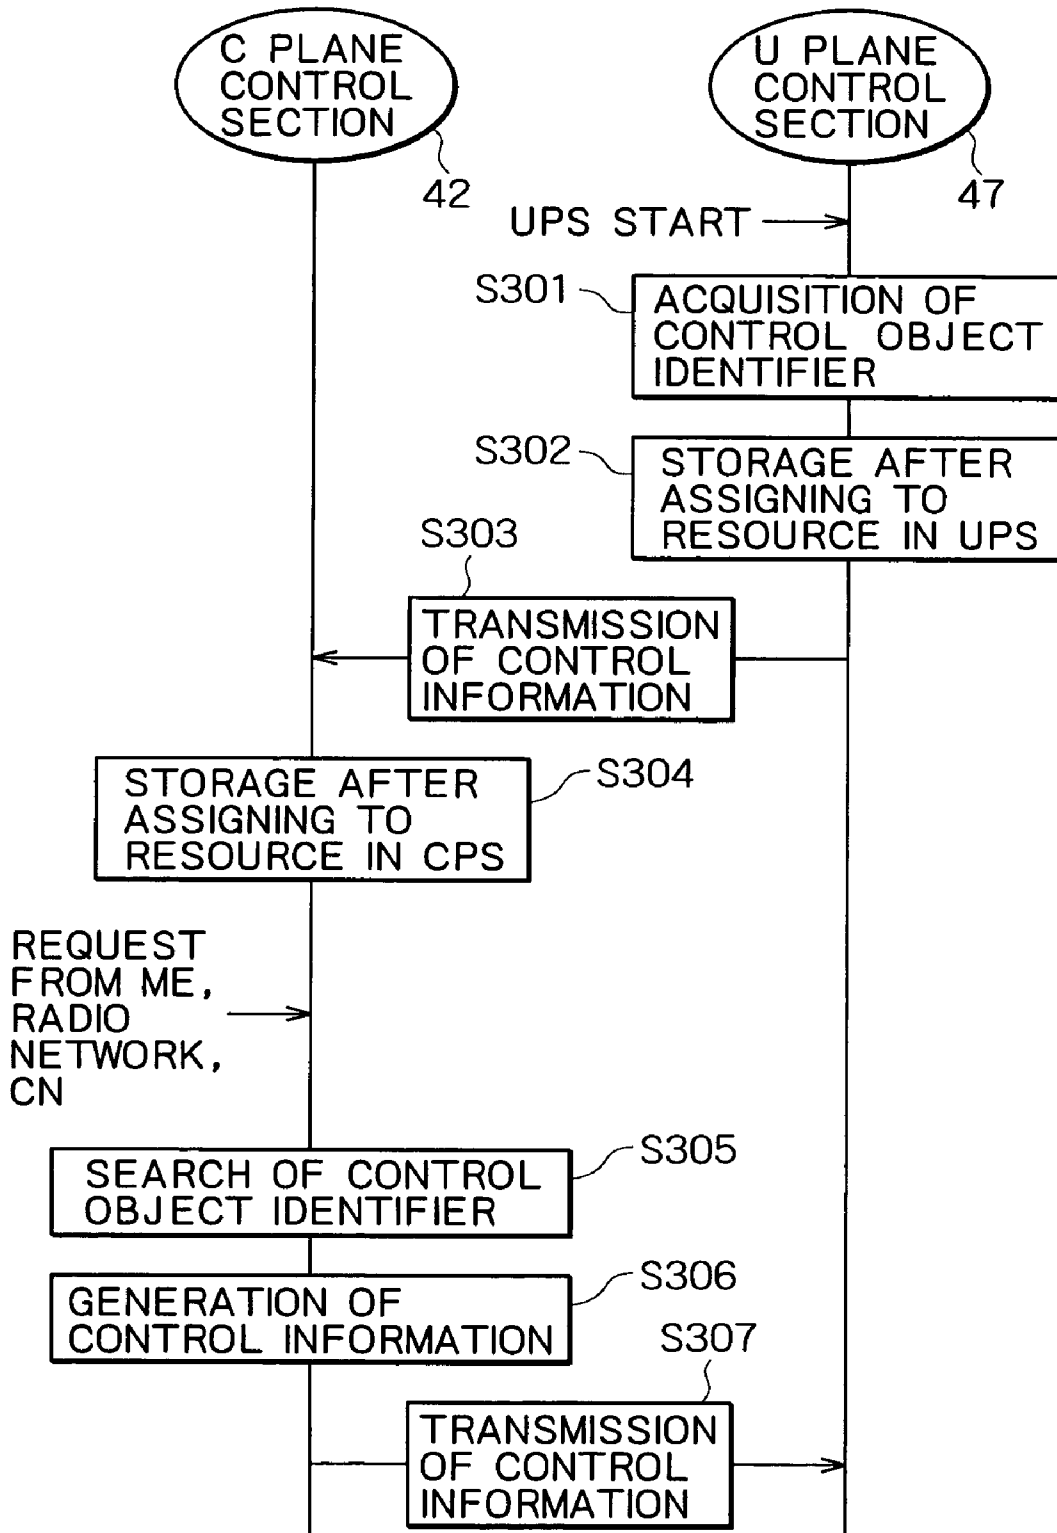 C PLANE
CONTROL
SECTION
42
U PLANE
CONTROL
SECTION
47
UPS START
S301
ACQUISITION OF
CONTROL OBJECT
IDENTIFIER
S302
STORAGE AFTER
ASSIGNING TO
RESOURCE IN UPS
S303
TRANSMISSION
OF CONTROL
INFORMATION
S304
STORAGE AFTER
ASSIGNING TO
RESOURCE IN CPS
REQUEST
FROM ME,
RADIO
NETWORK,
CN
S305
SEARCH OF CONTROL
OBJECT IDENTIFIER
S306
GENERATION OF
CONTROL INFORMATION
S307
TRANSMISSION
OF CONTROL
INFORMATION